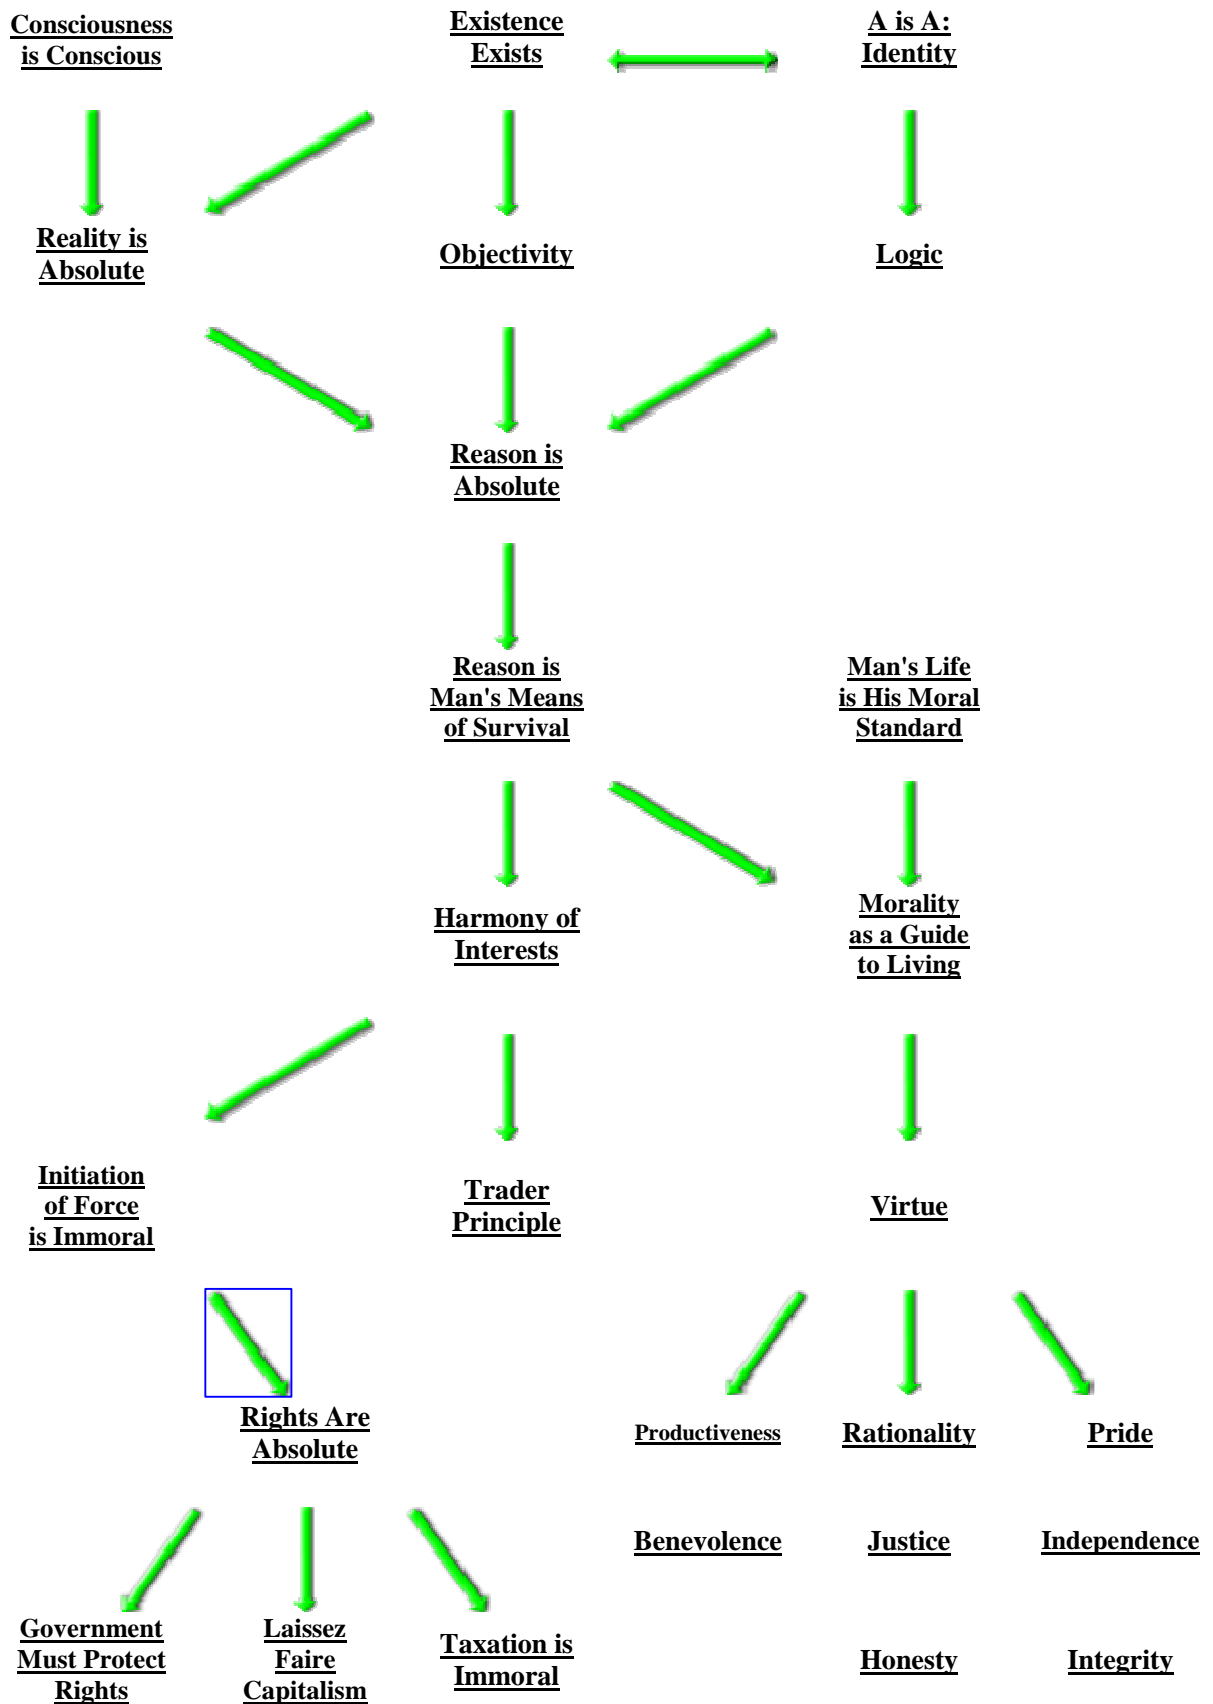 Consciousness
is Conscious
Existence
Exists
A is A:
Identity
Reality is
Absolute
Objectivity
Logic
Reason is
Absolute
Reason is
Man's Means
of Survival
Man's Life
is His Moral
Standard
Harmony of
Interests
Morality
as a Guide
to Living
Initiation
of Force
is Immoral
Trader
Principle
Virtue
Rights Are
Absolute
Productiveness
Rationality
Pride
Benevolence
Justice
Independence
Government
Must Protect
Rights
Laissez
Faire
Capitalism
Taxation is
Immoral
Honesty
Integrity